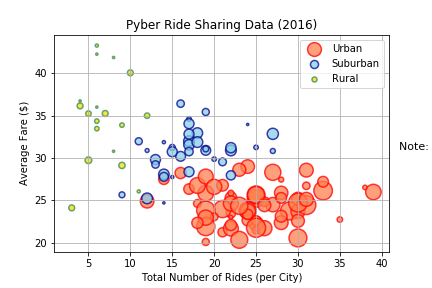 Pyber Ride Sharing Data (2016)
Urban
Suburban
Rural
40
35
30
25
20
Average Fare ($)
5 10 15 20 25 30 35 40
Total Number of Rides (per City)
Note: